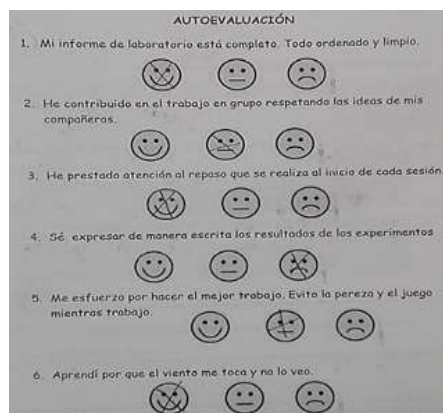 AUTOEVALUACIÓN
1. Mi informe de laboratorio está completo. Todo ordenado y limpio.
2. He contribuido en el trabajo en grupo respetando las ideas de mis
compañeros.
3. He prestado atención al repaso que se realiza al inicio de cada sesión
4. Sé expresar de manera escrita los resultados de los experimentos
5. Me esfuerzo por hacer el mejor trabajo. Evito la pereza y el juego
mientras trabajo.
6. Aprendí por que el viento me toca y no lo veo.